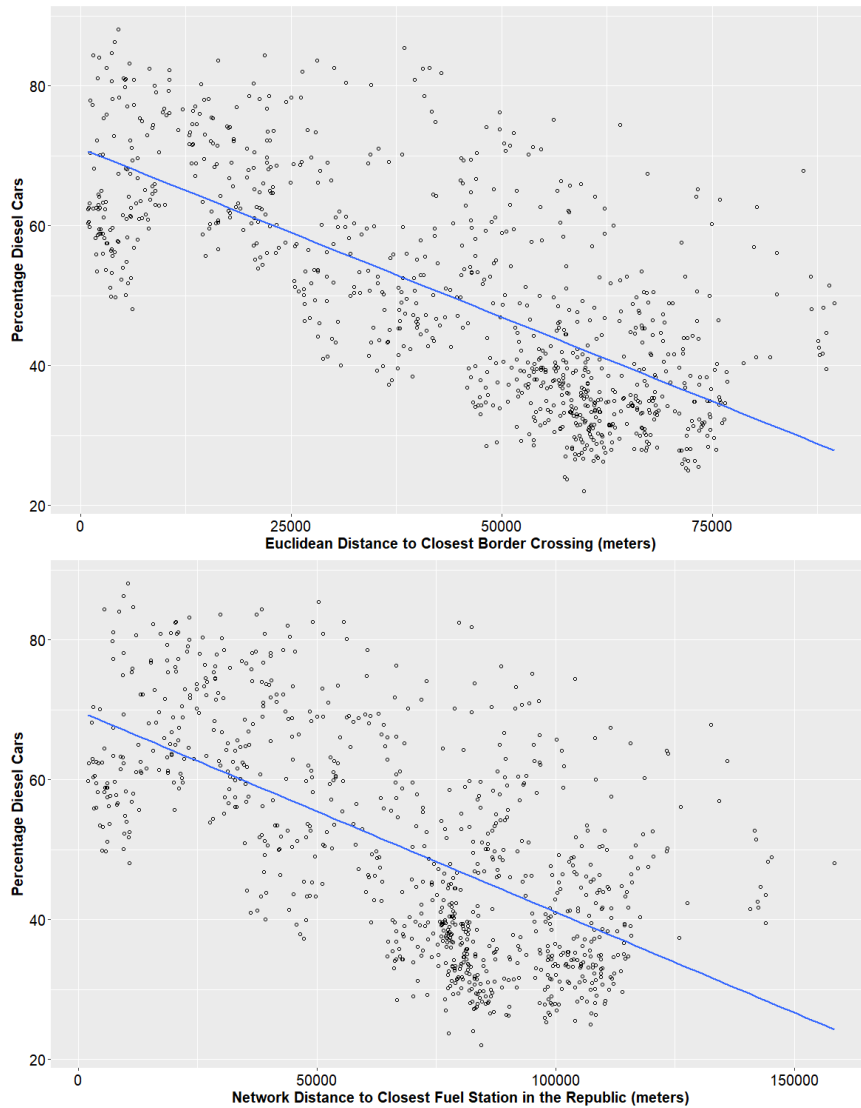 Percentage Diesel Cars
80
60
40
20
0 25000 50000 75000
Euclidean Distance to Closest Border Crossing (meters)
Percentage Diesel Cars
80
60
40
20
0 50000 100000 150000
Network Distance to Closest Fuel Station in the Republic (meters)